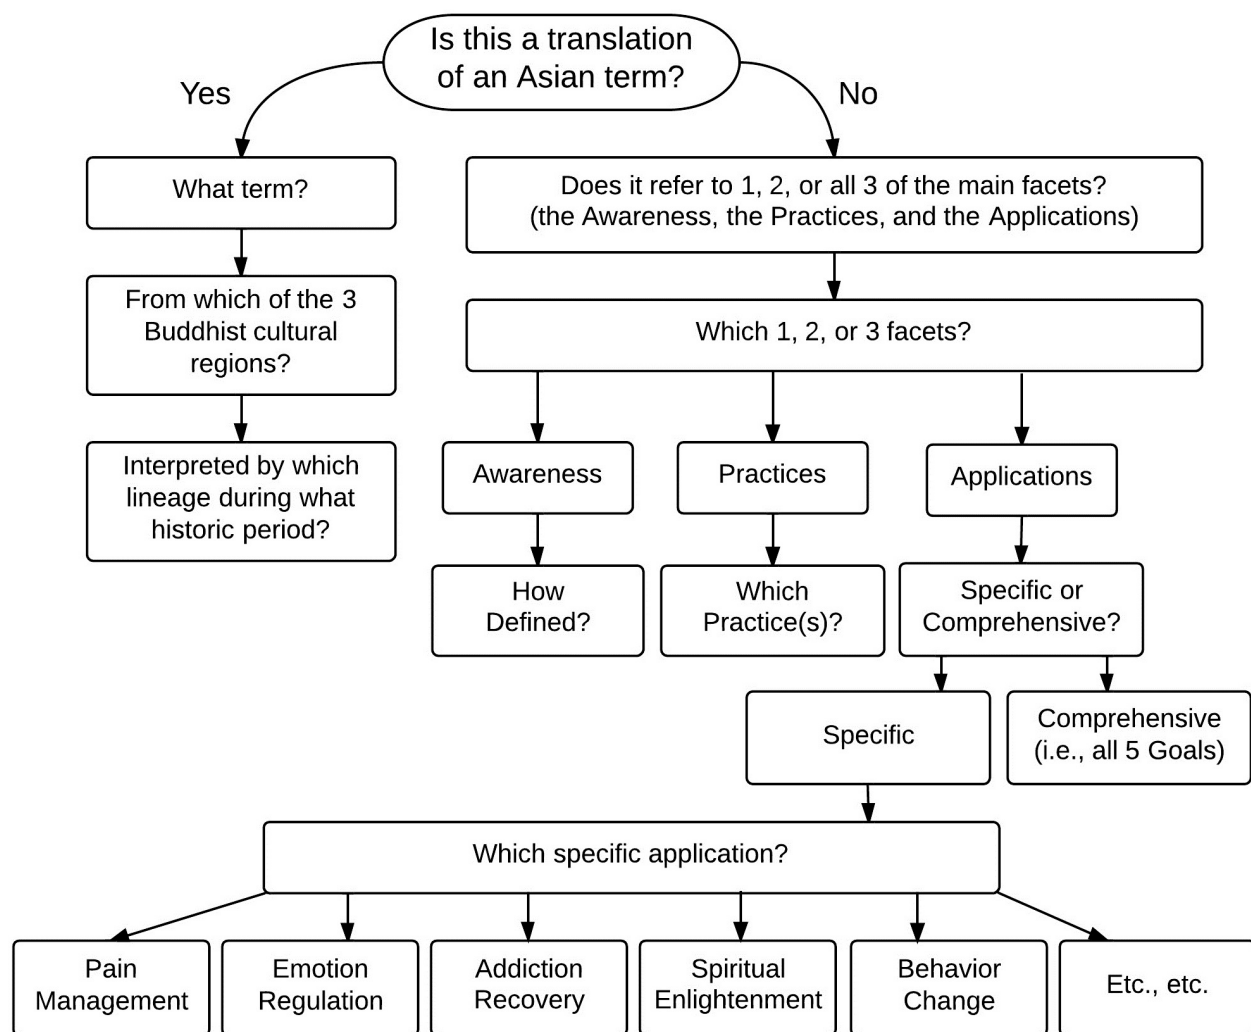 Is this a translation
of an Asian term?
Yes
No
What term?
Does it refer to 1, 2, or all 3 of the main facets?
(the Awareness, the Practices, and the Applications)
From which of the 3
Buddhist cultural
regions?
Which 1, 2, or 3 facets?
Interpreted by which
lineage during what
historic period?
Awareness
Practices
Applications
How
Defined?
Which
Practice(s)?
Specific or
Comprehensive?
Specific
Comprehensive
(i.e., all 5 Goals)
Which specific application?
Pain
Management
Emotion
Regulation
Addiction
Recovery
Spiritual
Enlightenment
Behavior
Change
Etc., etc.